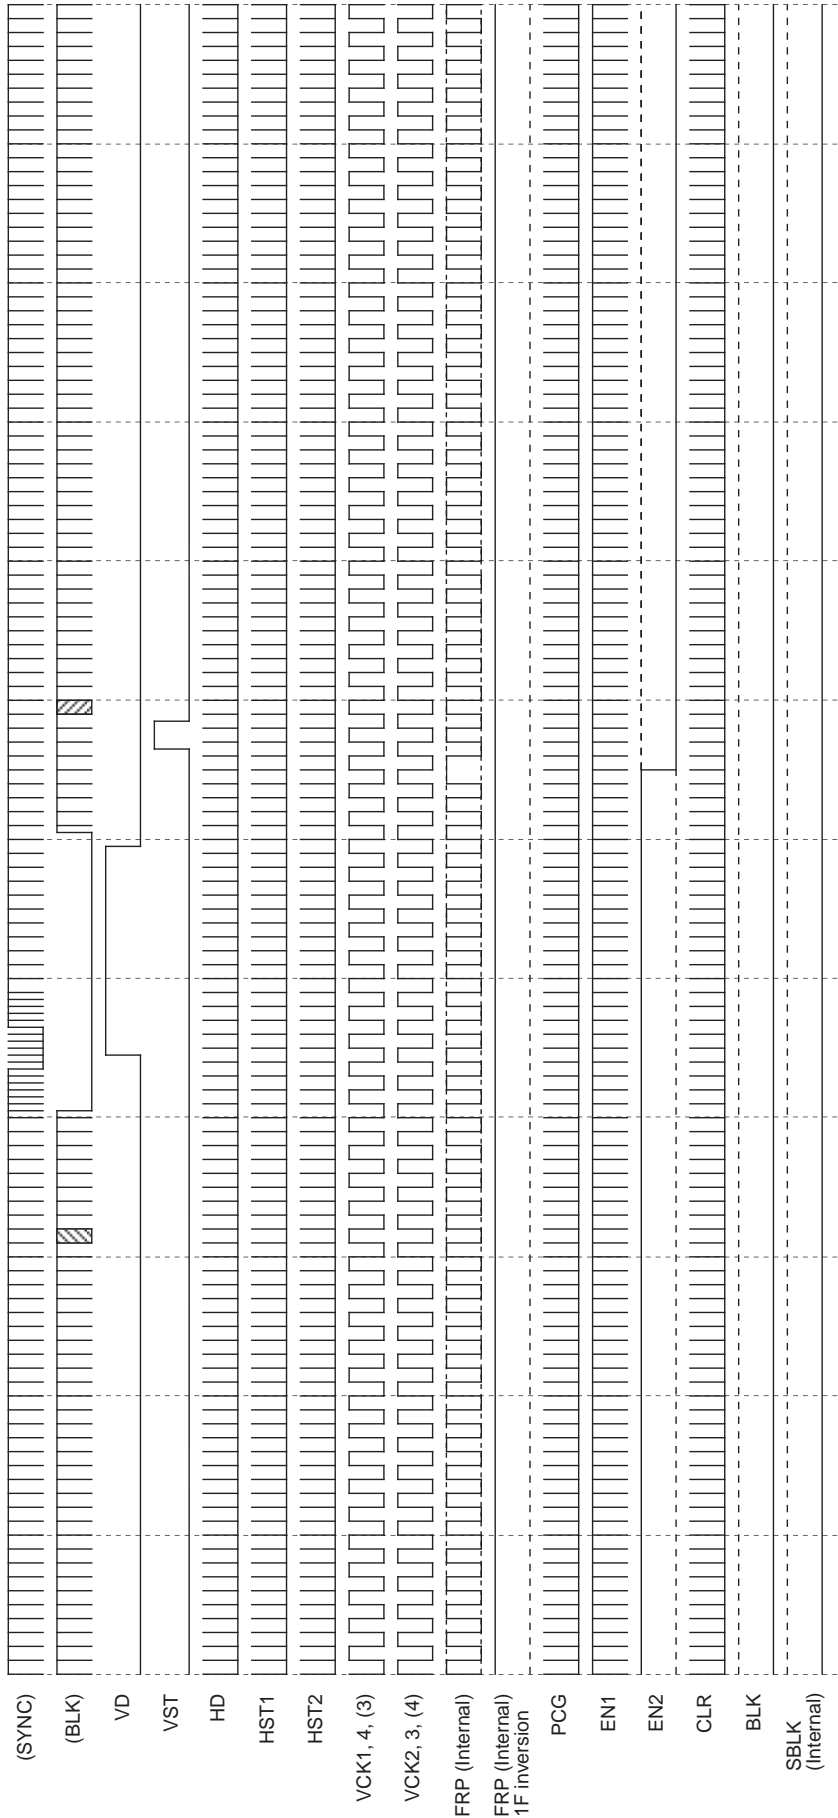 (SYNC)
(BLK)
VD
VST
HD
HST1
HST2
VCK1, 4, (3)
VCK2, 3, (4)
FRP (Internal)
FRP (Internal)
1F inversion
PCG
EN1
EN2
CLR
BLK
SBLK
(Internal)